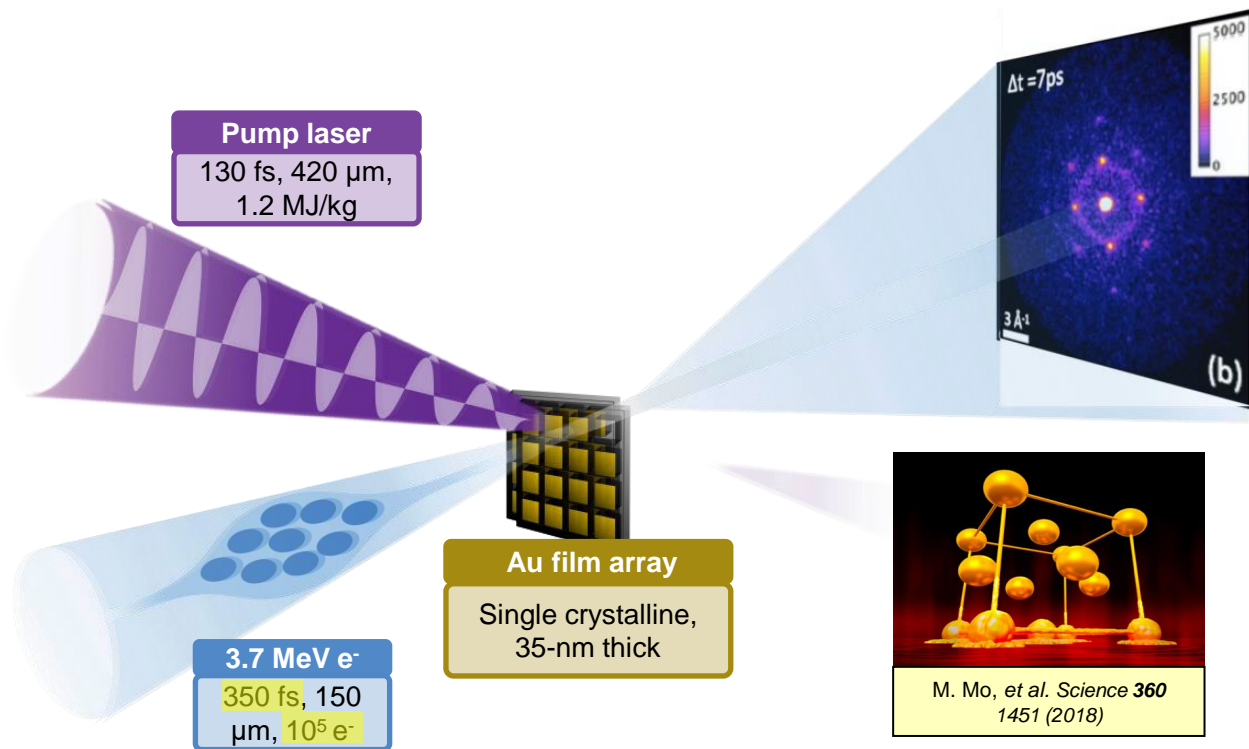 Pump laser
130 fs, 420 µm,
1.2 MJ/kg
Δt =7ps
5000
2500
0
3 Å⁻¹
(b)
Au film array
Single crystalline,
35-nm thick
3.7 MeV e⁻
350 fs, 150
µm, 10⁵ e⁻
M. Mo, et al. Science 360
1451 (2018)